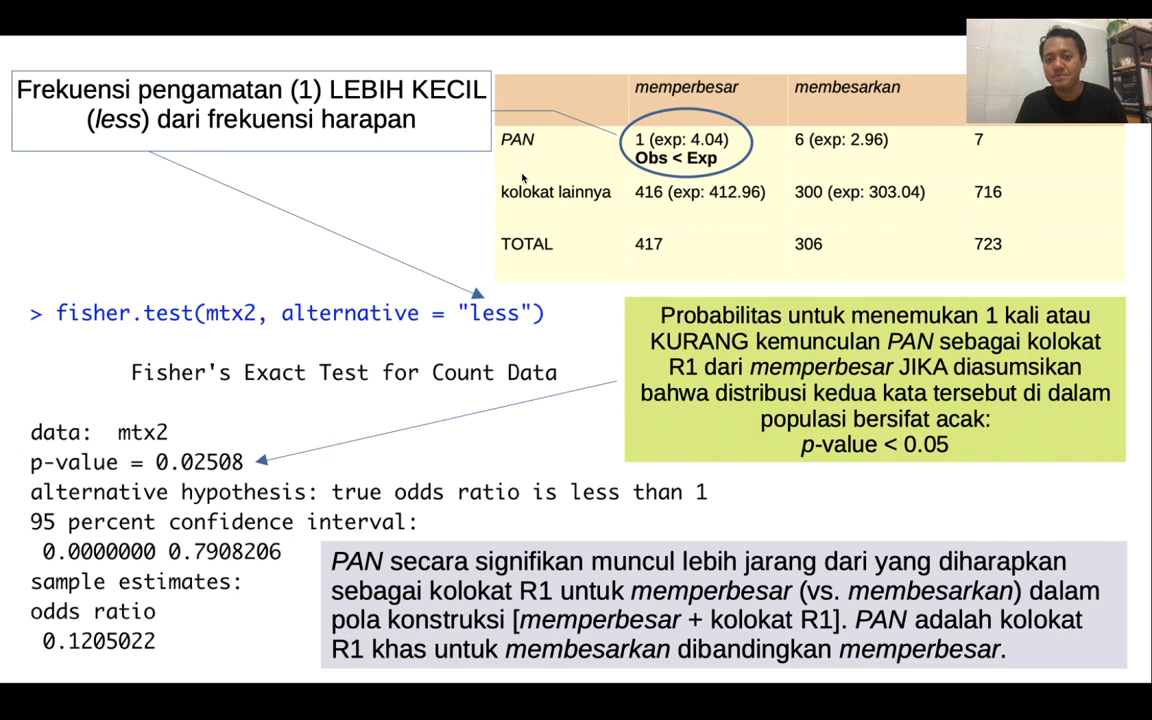 Frekuensi pengamatan (1) LEBIH KECIL
(less) dari frekuensi harapan
memperbesar membesarkan
PAN 1 (exp: 4.04) 6 (exp: 2.96) 7
Obs < Exp
kolokat lainnya 416 (exp: 412.96) 300 (exp: 303.04) 716
TOTAL 417 306 723
> fisher.test(mtx2, alternative = "less")
Fisher's Exact Test for Count Data
data: mtx2
p-value = 0.02508
alternative hypothesis: true odds ratio is less than 1
95 percent confidence interval:
0.0000000 0.7908206
sample estimates:
odds ratio
0.1205022
Probabilitas untuk menemukan 1 kali atau
KURANG kemunculan PAN sebagai kolokat
R1 dari memperbesar JIKA diasumsikan
bahwa distribusi kedua kata tersebut di dalam
populasi bersifat acak:
p-value < 0.05
PAN secara signifikan muncul lebih jarang dari yang diharapkan
sebagai kolokat R1 untuk memperbesar (vs. membesarkan) dalam
pola konstruksi [memperbesar + kolokat R1]. PAN adalah kolokat
R1 khas untuk membesarkan dibandingkan memperbesar.